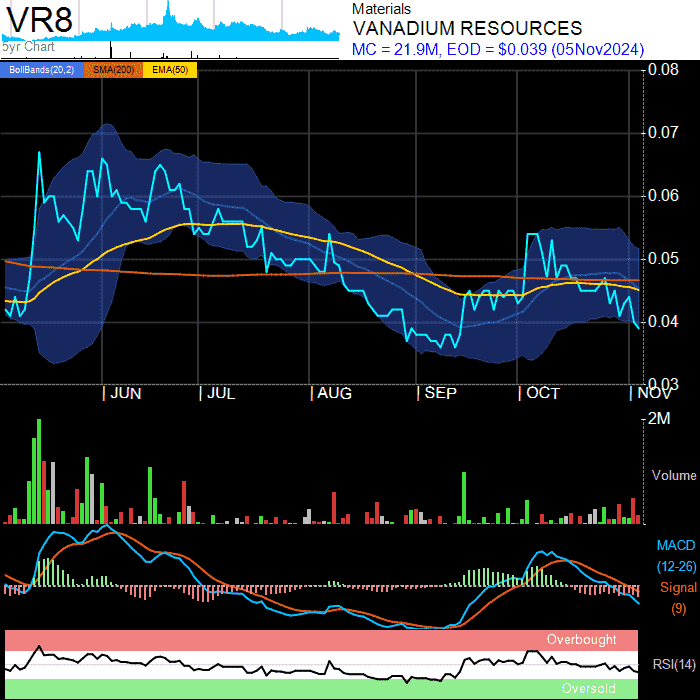 VR8
5yr Chart
Materials
VANADIUM RESOURCES
MC = 21.9M, EOD = $0.039 (05Nov2024)
BollBands(20,2) SMA(200) EMA(50)
0.08
0.07
0.06
0.05
0.04
0.03
| JUN | JUL | AUG | SEP | OCT | NOV
2M
Volume
MACD
(12-26)
Signal
(9)
Overbought
RSI(14)
Oversold